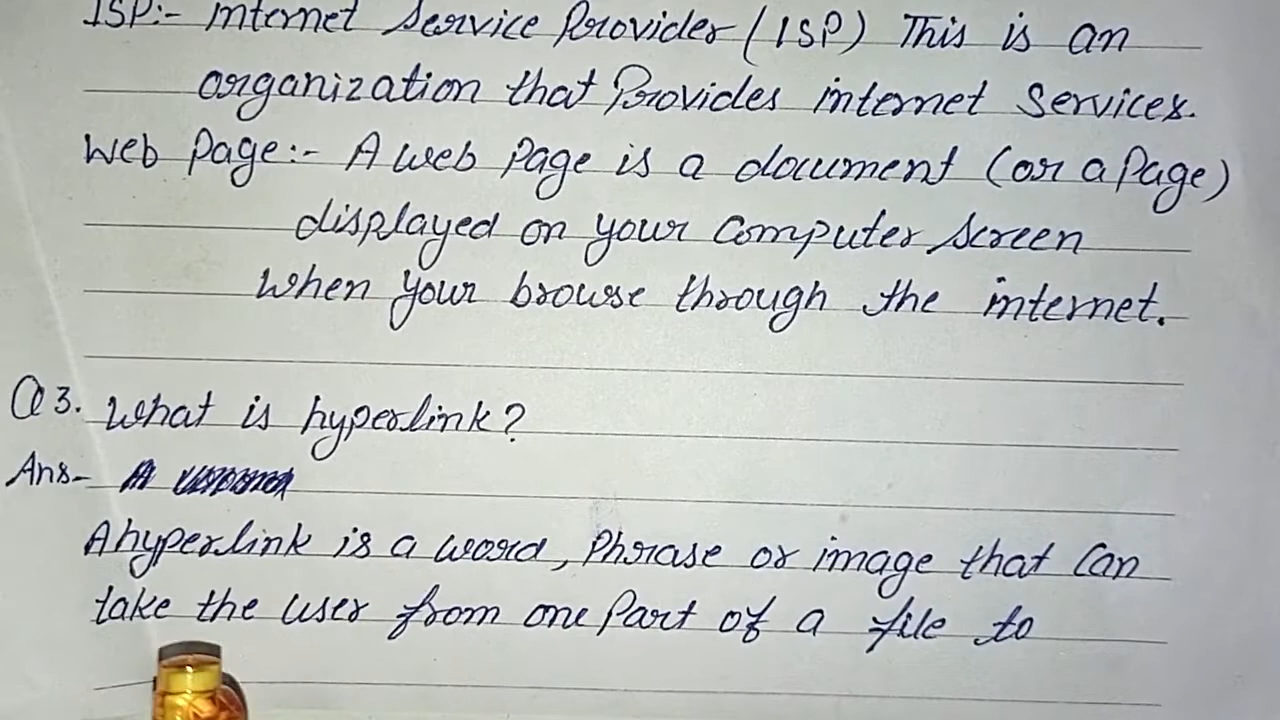 ISP:- Internet Service Provider (ISP) This is an
organization that Provides internet Services.
Web Page:- A web Page is a document (or a Page)
displayed on your Computer Screen
When your browse through the internet.
Q3. What is hyperlink?
Ans-
A hyperlink is a word, Phrase or image that Can
take the user from one Part of a file to